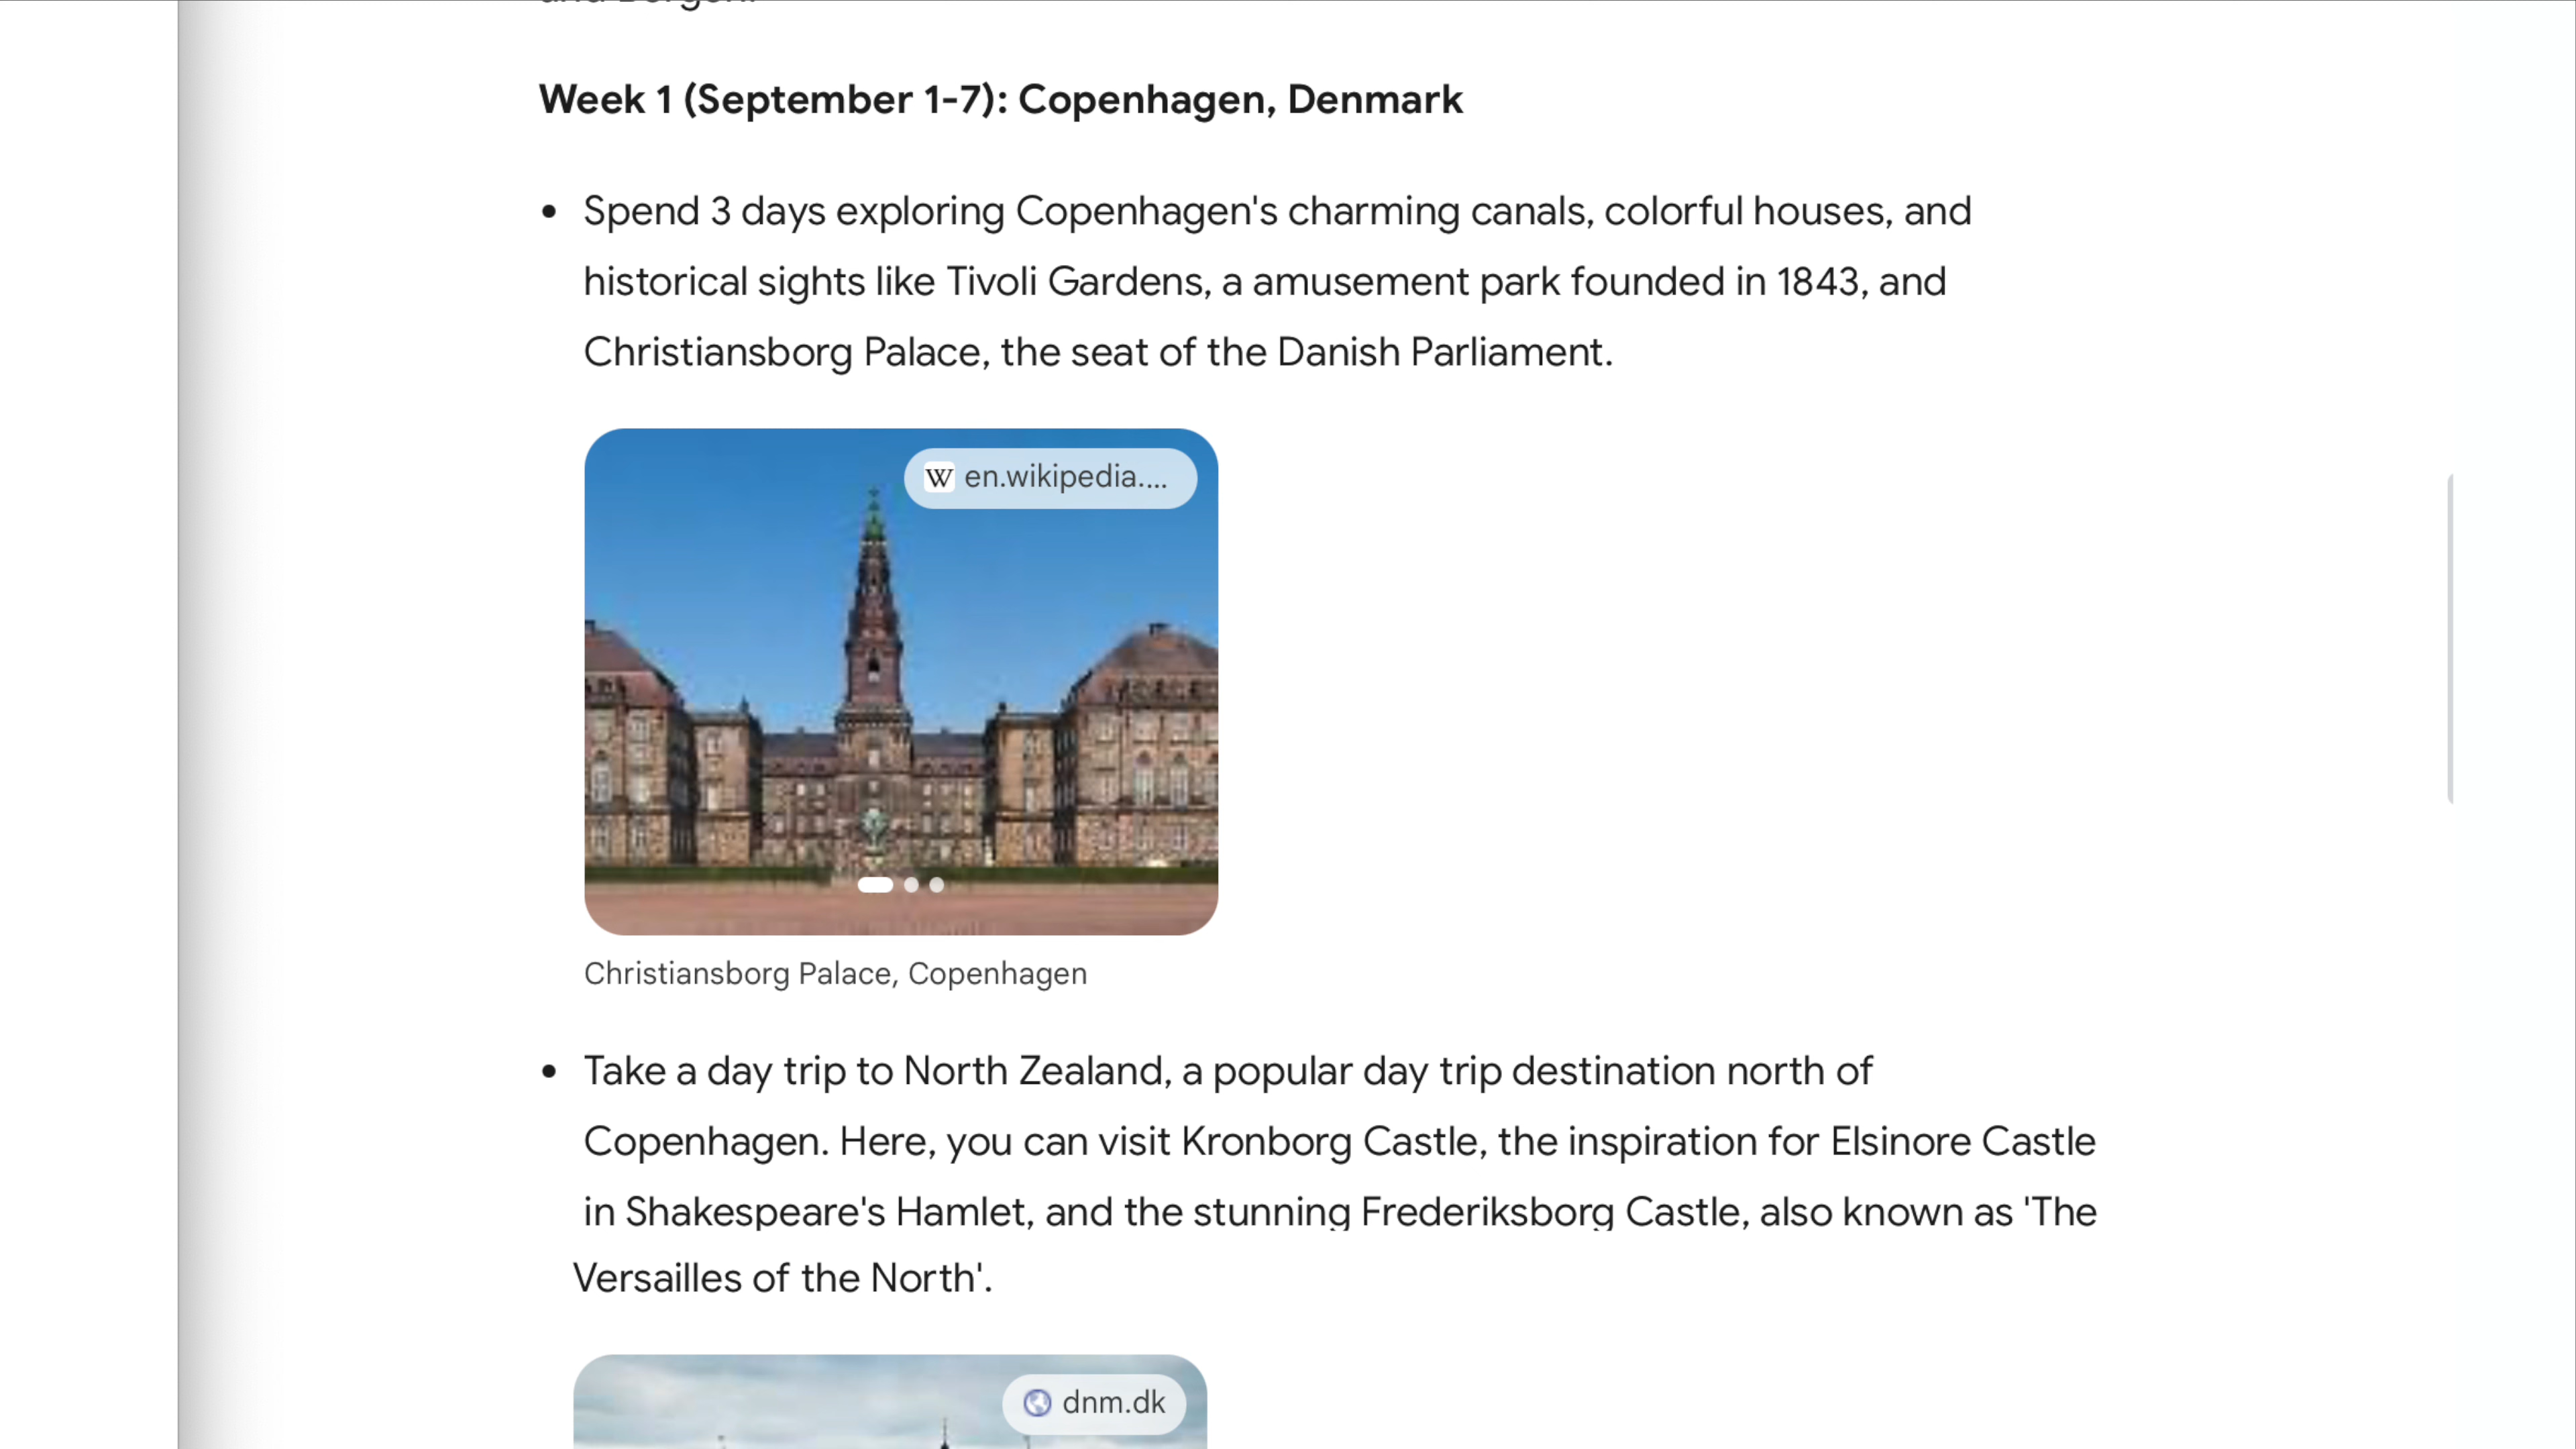 Week 1 (September 1-7): Copenhagen, Denmark
• Spend 3 days exploring Copenhagen's charming canals, colorful houses, and
historical sights like Tivoli Gardens, a amusement park founded in 1843, and
Christiansborg Palace, the seat of the Danish Parliament.
W en.wikipedia....
Christiansborg Palace, Copenhagen
• Take a day trip to North Zealand, a popular day trip destination north of
Copenhagen. Here, you can visit Kronborg Castle, the inspiration for Elsinore Castle
in Shakespeare's Hamlet, and the stunning Frederiksborg Castle, also known as 'The
Versailles of the North'.
dnm.dk